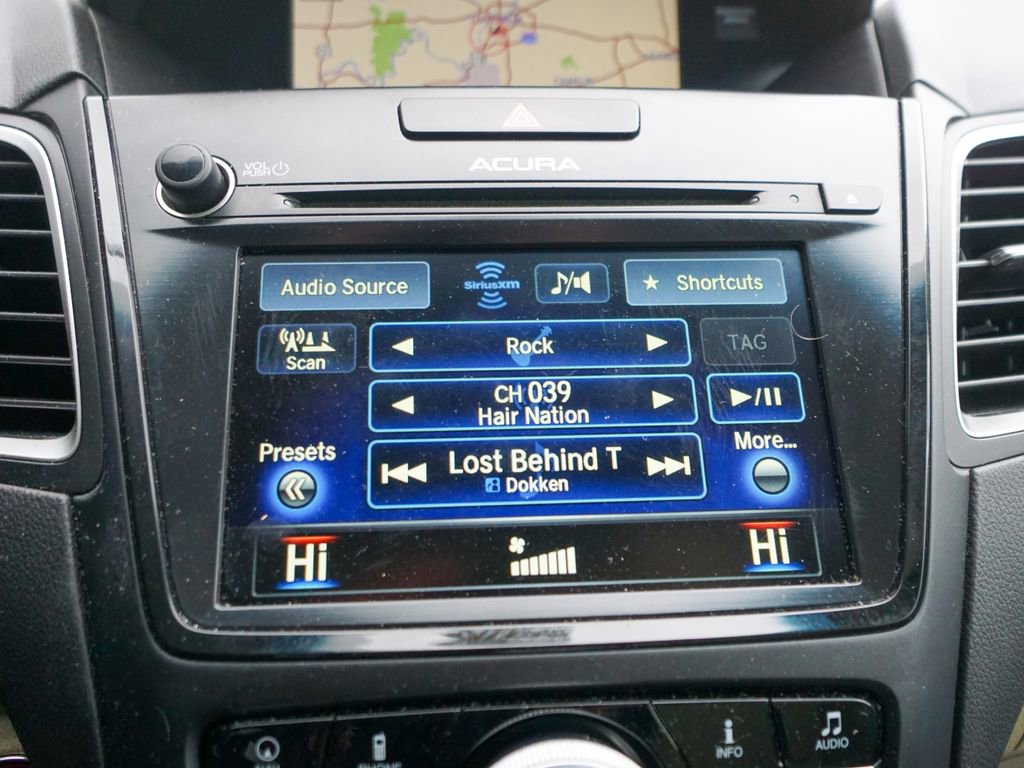 VOL
PUSH
ACURA
Audio Source
SiriusXM
Shortcuts
Scan
Rock
TAG
CH 039
Hair Nation
Presets
Lost Behind T
Dokken
More...
Hi
Hi
PHONE
INFO
AUDIO